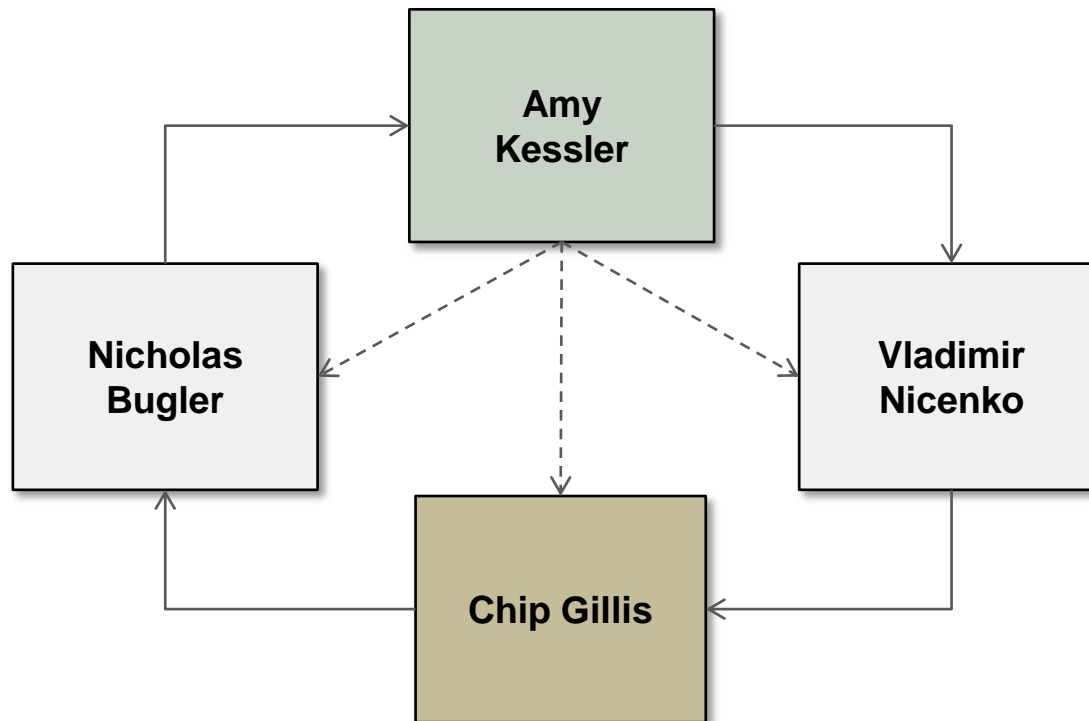 Amy
Kessler
Nicholas
Bugler
Vladimir
Nicenko
Chip Gillis